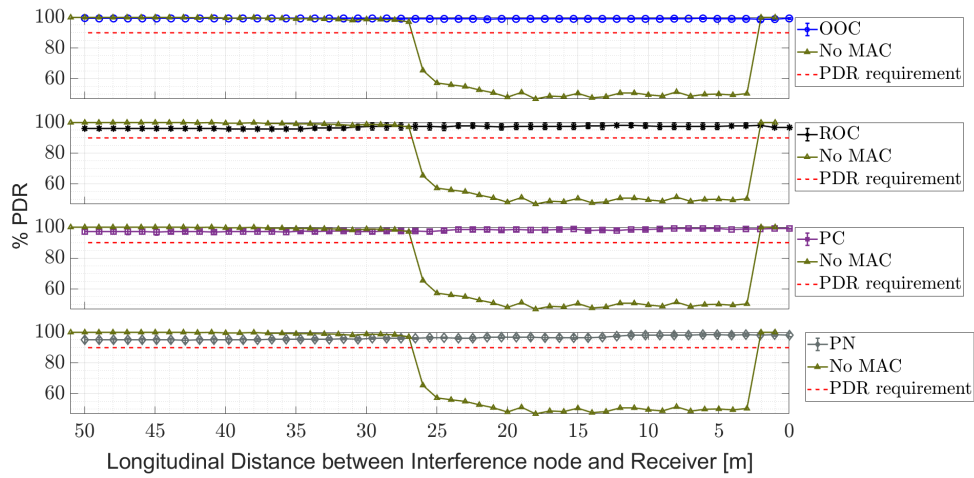 100
80
60
OOC
No MAC
PDR requirement
100
80
60
ROC
No MAC
PDR requirement
100
80
60
PC
No MAC
PDR requirement
100
80
60
PN
No MAC
PDR requirement
% PDR
50 45 40 35 30 25 20 15 10 5 0
Longitudinal Distance between Interference node and Receiver [m]